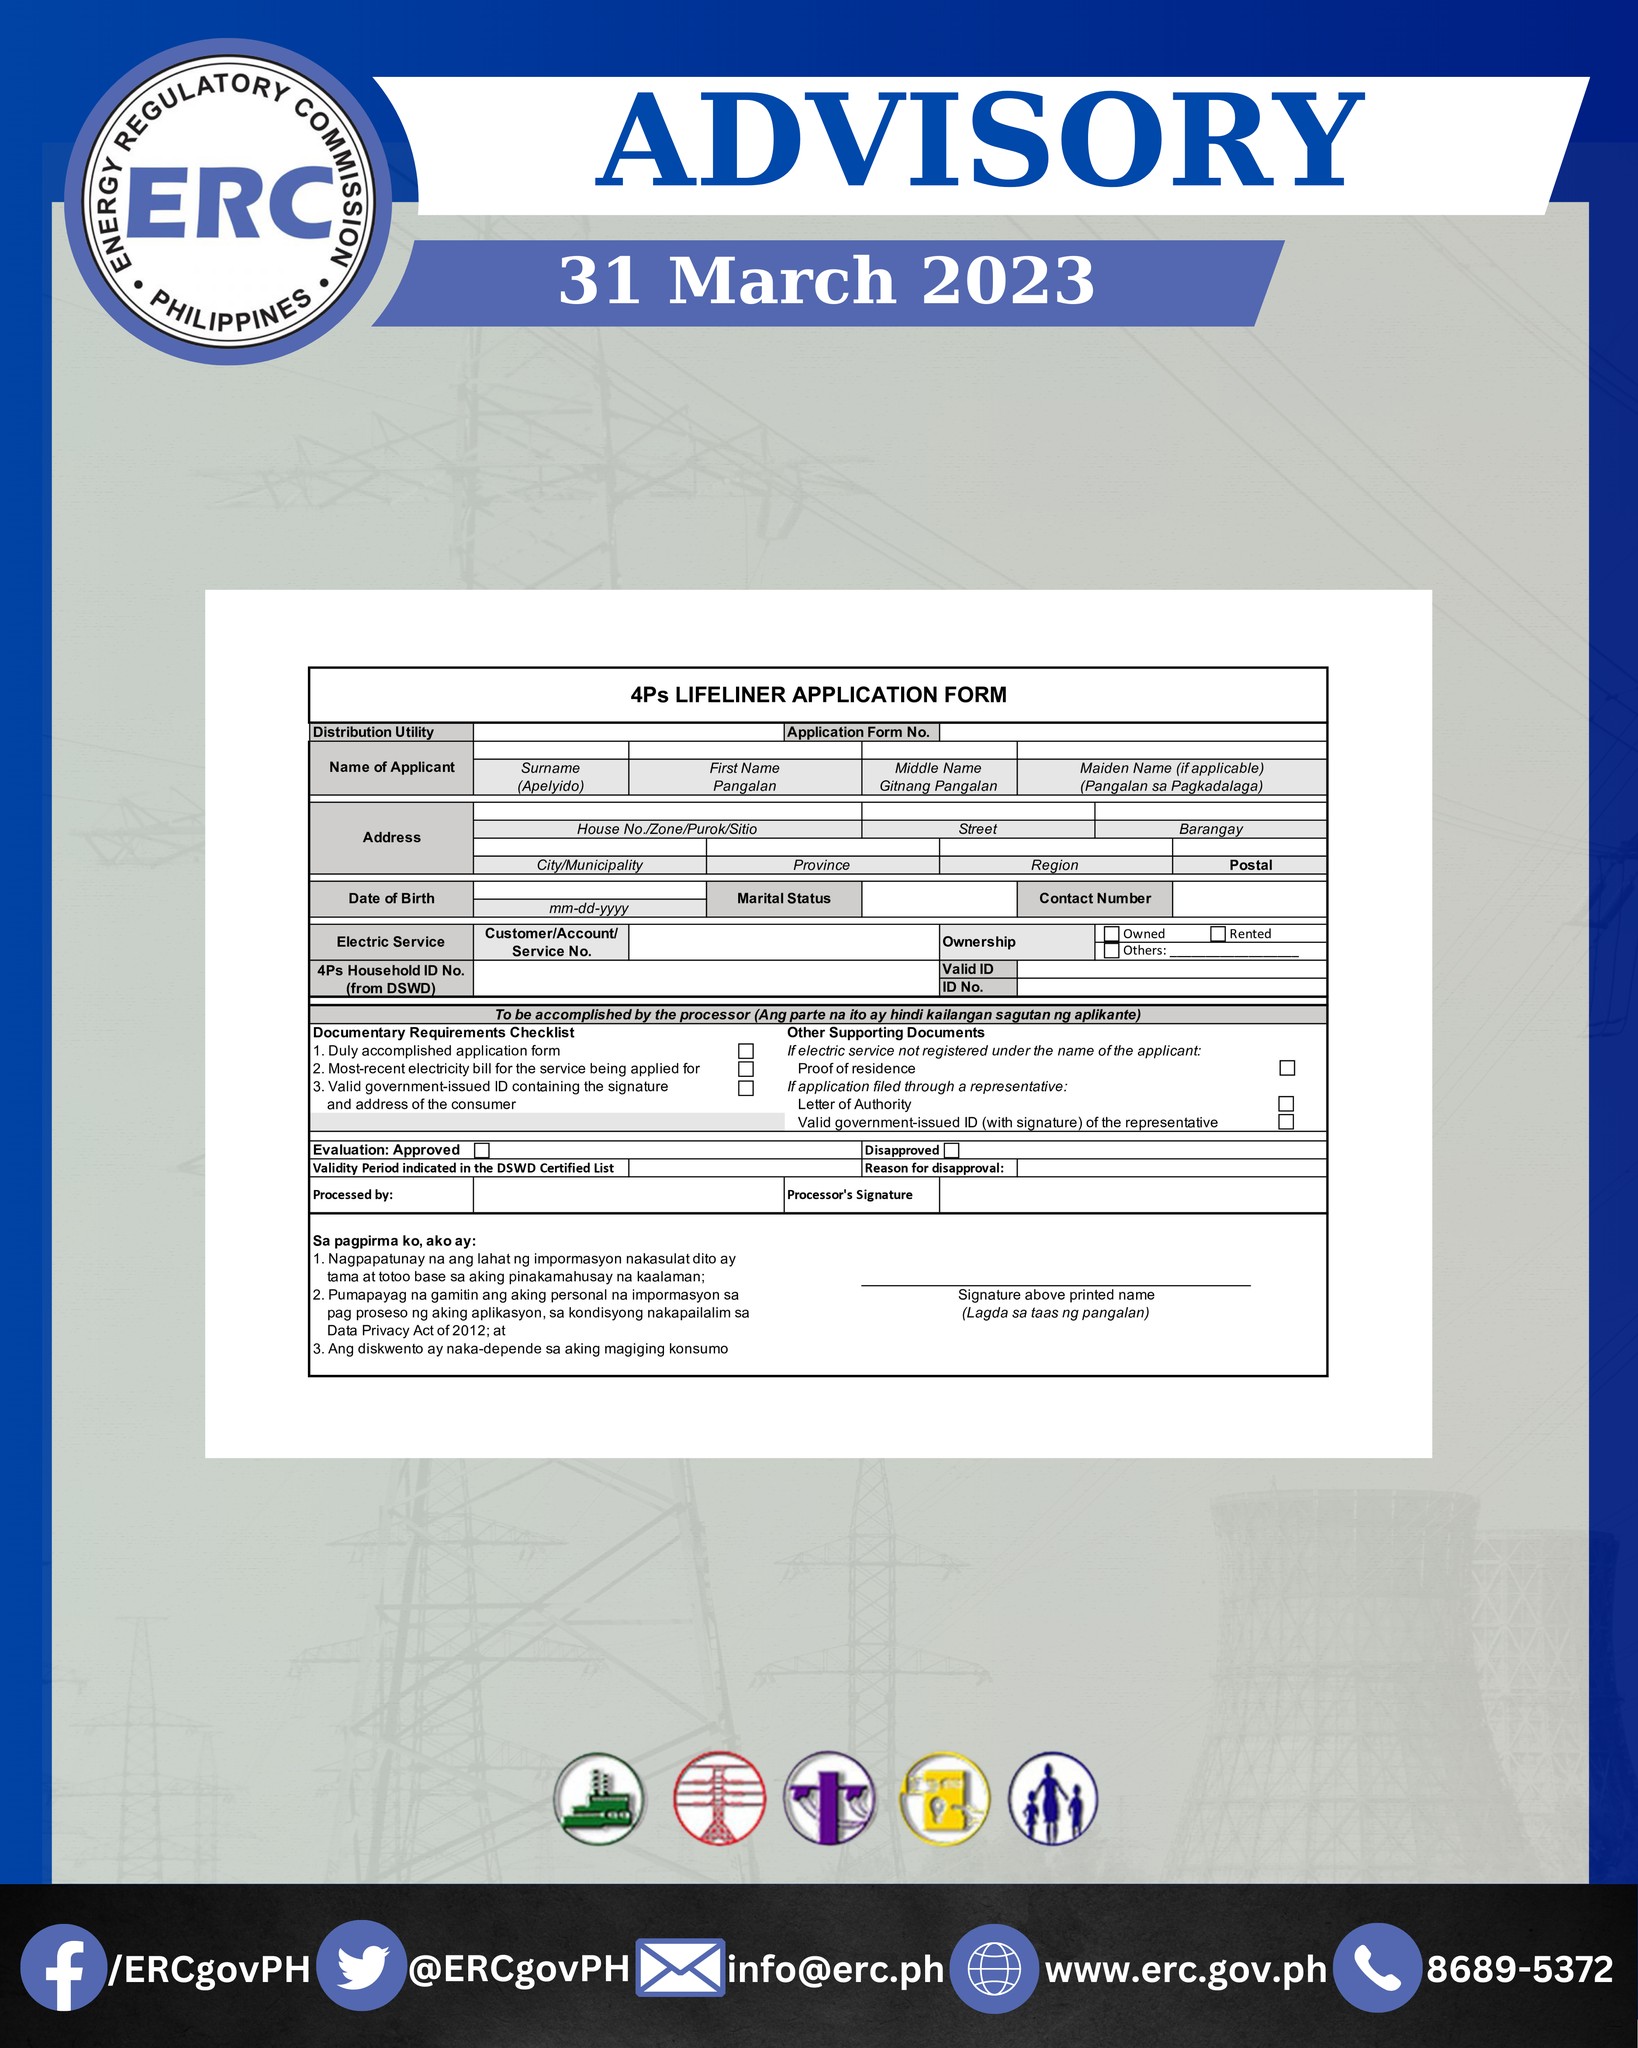 ENERGY REGULATORY COMMISSION
ERC
• PHILIPPINES •
ADVISORY
31 March 2023
4Ps LIFELINER APPLICATION FORM
Distribution Utility Application Form No.
Name of Applicant
Surname First Name Middle Name Maiden Name (if applicable)
(Apelyido) Pangalan Gitnang Pangalan (Pangalan sa Pagkadalaga)
Address
House No./Zone/Purok/Sitio Street Barangay
City/Municipality Province Region Postal
Date of Birth Marital Status Contact Number
mm-dd-yyyy
Electric Service Customer/Account/ Service No. Ownership Owned Rented
Others: ____________________
4Ps Household ID No. Valid ID
(from DSWD) ID No.
To be accomplished by the processor (Ang parte na ito ay hindi kailangan sagutan ng aplikante)
Documentary Requirements Checklist Other Supporting Documents
1. Duly accomplished application form If electric service not registered under the name of the applicant:
2. Most-recent electricity bill for the service being applied for Proof of residence
3. Valid government-issued ID containing the signature If application filed through a representative:
and address of the consumer Letter of Authority
Valid government-issued ID (with signature) of the representative
Evaluation: Approved Disapproved
Validity Period indicated in the DSWD Certified List Reason for disapproval:
Processed by: Processor's Signature
Sa pagpirma ko, ako ay:
1. Nagpapatunay na ang lahat ng impormasyon nakasulat dito ay
tama at totoo base sa aking pinakamahusay na kaalaman;
2. Pumapayag na gamitin ang aking personal na impormasyon sa
pag proseso ng aking aplikasyon, sa kondisyong nakapailalim sa
Data Privacy Act of 2012; at
3. Ang diskwento ay naka-depende sa aking magiging konsumo
Signature above printed name
(Lagda sa taas ng pangalan)
/ERCgovPH @ERCgovPH info@erc.ph www.erc.gov.ph 8689-5372